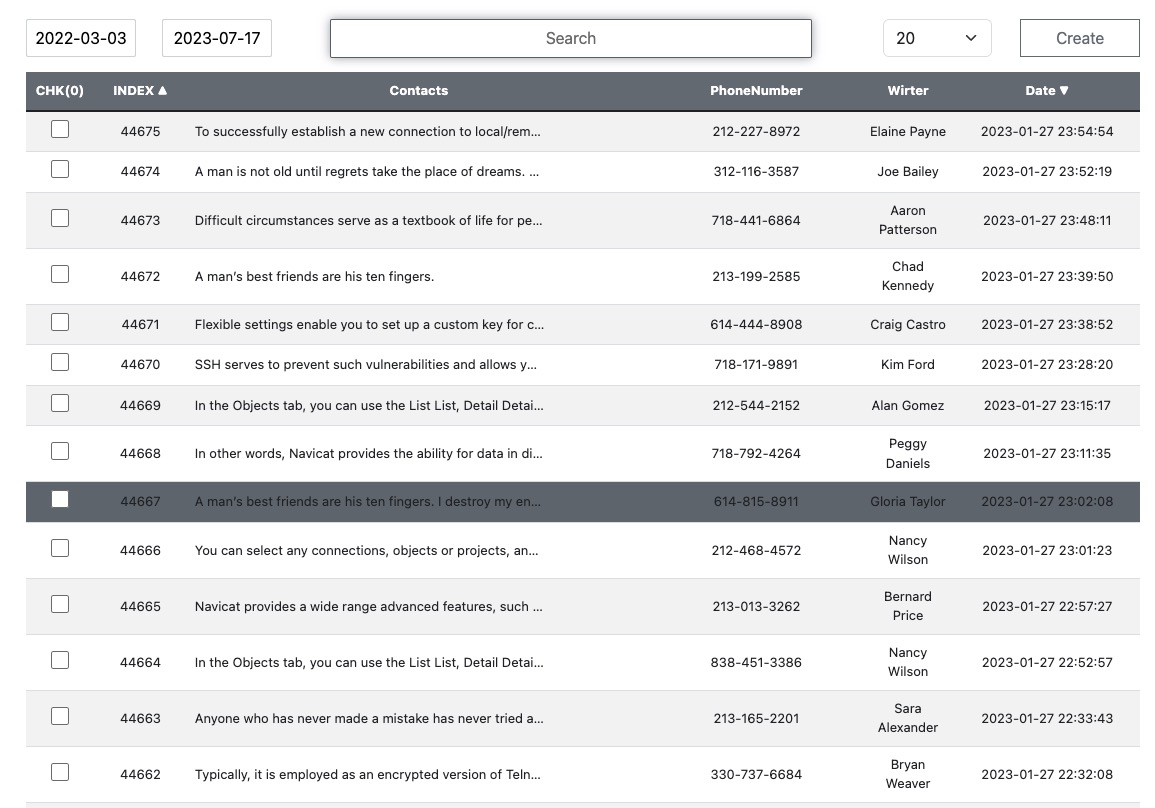 2022-03-03 2023-07-17 Search 20 Create
CHK(0) INDEX ▲ Contacts PhoneNumber Wirter Date ▼
44675 To successfully establish a new connection to local/rem... 212-227-8972 Elaine Payne 2023-01-27 23:54:54
44674 A man is not old until regrets take the place of dreams. ... 312-116-3587 Joe Bailey 2023-01-27 23:52:19
44673 Difficult circumstances serve as a textbook of life for pe... 718-441-6864 Aaron Patterson 2023-01-27 23:48:11
44672 A man's best friends are his ten fingers. 213-199-2585 Chad Kennedy 2023-01-27 23:39:50
44671 Flexible settings enable you to set up a custom key for c... 614-444-8908 Craig Castro 2023-01-27 23:38:52
44670 SSH serves to prevent such vulnerabilities and allows y... 718-171-9891 Kim Ford 2023-01-27 23:28:20
44669 In the Objects tab, you can use the List List, Detail Detai... 212-544-2152 Alan Gomez 2023-01-27 23:15:17
44668 In other words, Navicat provides the ability for data in di... 718-792-4264 Peggy Daniels 2023-01-27 23:11:35
44667 A man's best friends are his ten fingers. I destroy my en... 614-815-8911 Gloria Taylor 2023-01-27 23:02:08
44666 You can select any connections, objects or projects, an... 212-468-4572 Nancy Wilson 2023-01-27 23:01:23
44665 Navicat provides a wide range advanced features, such ... 213-013-3262 Bernard Price 2023-01-27 22:57:27
44664 In the Objects tab, you can use the List List, Detail Detai... 838-451-3386 Nancy Wilson 2023-01-27 22:52:57
44663 Anyone who has never made a mistake has never tried a... 213-165-2201 Sara Alexander 2023-01-27 22:33:43
44662 Typically, it is employed as an encrypted version of Teln... 330-737-6684 Bryan Weaver 2023-01-27 22:32:08